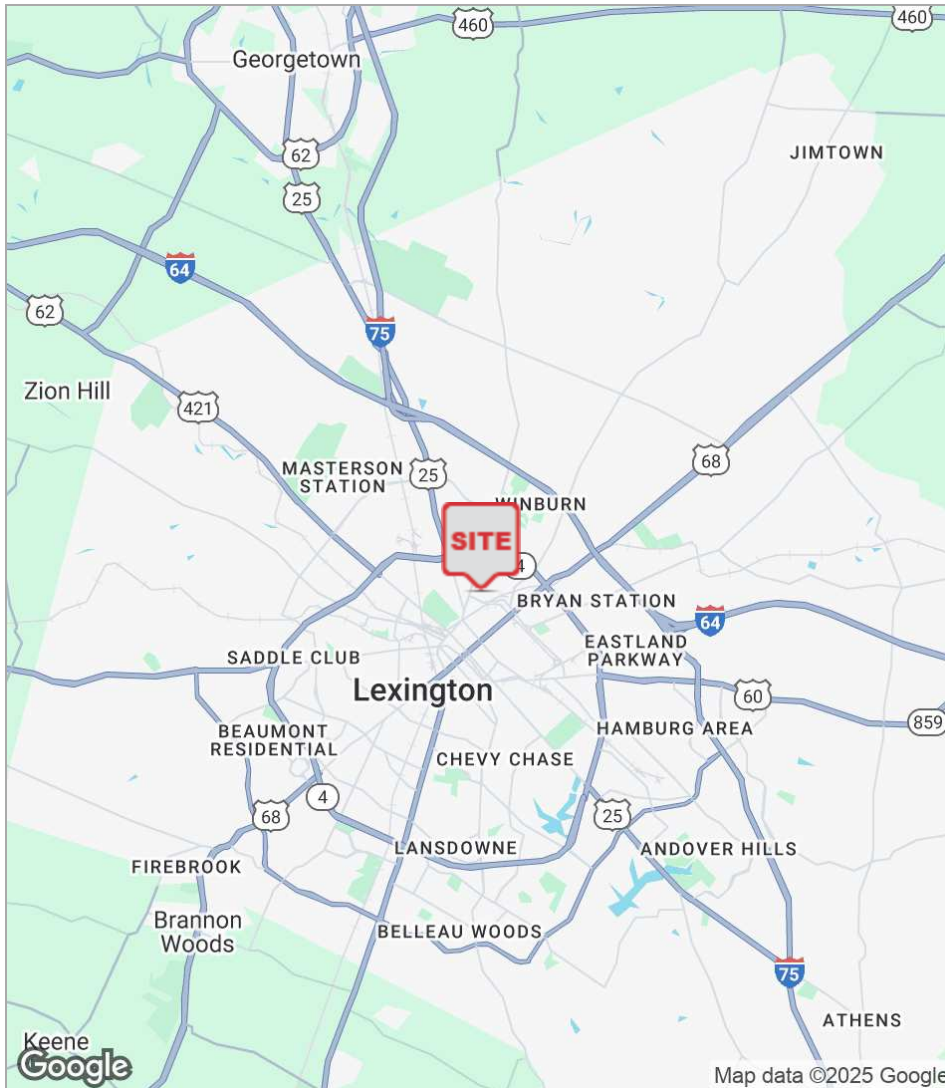 460
460
Georgetown
62
JIMTOWN
25
64
62
75
Zion Hill
421
68
MASTERSON
STATION
25
WINBURN
SITE
4
BRYAN STATION
64
EASTLAND
PARKWAY
SADDLE CLUB
Lexington
60
HAMBURG AREA
859
BEAUMONT
RESIDENTIAL
CHEVY CHASE
4
68
25
LANSDOWNE
ANDOVER HILLS
FIREBROOK
Brannon
Woods
BELLEAU WOODS
75
ATHENS
Keene
Google
Map data ©2025 Google